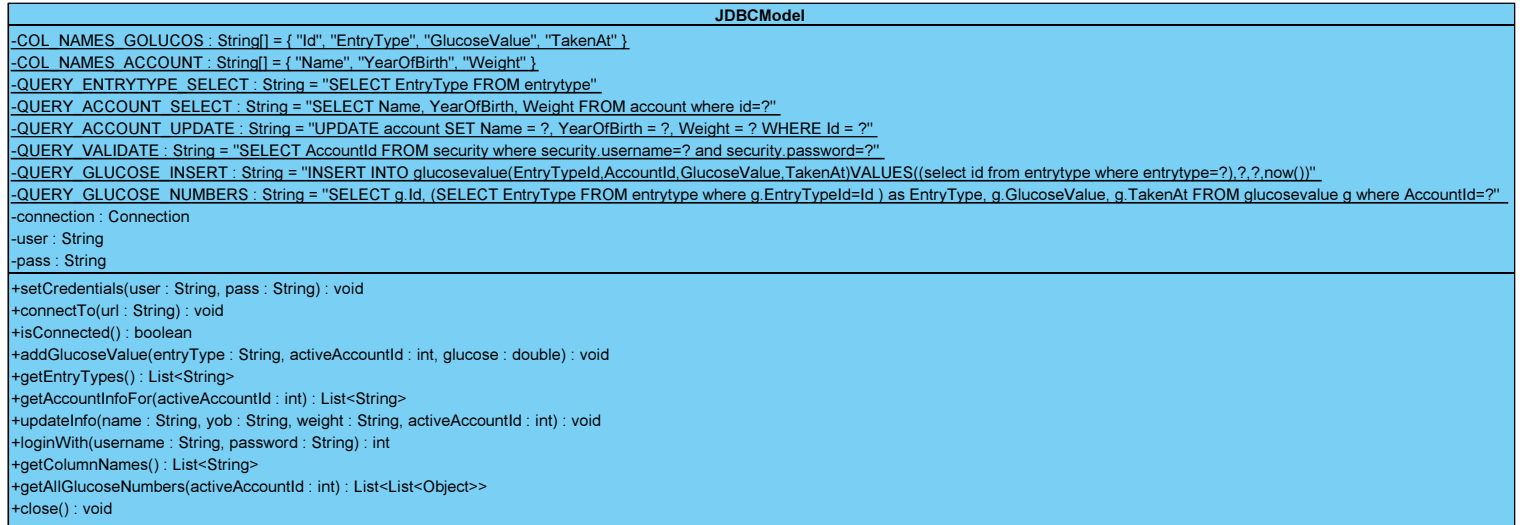 JDBCModel
-COL_NAMES_GOLUCOS : String[] = { "Id", "EntryType", "GlucoseValue", "TakenAt" }
-COL_NAMES_ACCOUNT : String[] = { "Name", "YearOfBirth", "Weight" }
-QUERY_ENTRYTYPE_SELECT : String = "SELECT EntryType FROM entrytype"
-QUERY_ACCOUNT_SELECT : String = "SELECT Name, YearOfBirth, Weight FROM account where id=?"
-QUERY_ACCOUNT_UPDATE : String = "UPDATE account SET Name = ?, YearOfBirth = ?, Weight = ? WHERE Id = ?"
-QUERY_VALIDATE : String = "SELECT AccountId FROM security where security.username=? and security.password=?"
-QUERY_GLUCOSE_INSERT : String = "INSERT INTO glucosevalue(EntryTypeId,AccountId,GlucoseValue,TakenAt)VALUES((select id from entrytype where entrytype=?),?,?,now())"
-QUERY_GLUCOSE_NUMBERS : String = "SELECT g.Id, (SELECT EntryType FROM entrytype where g.EntryTypeId=Id ) as EntryType, g.GlucoseValue, g.TakenAt FROM glucosevalue g where AccountId=?"
-connection : Connection
-user : String
-pass : String
+setCredentials(user : String, pass : String) : void
+connectTo(url : String) : void
+isConnected() : boolean
+addGlucoseValue(entryType : String, activeAccountId : int, glucose : double) : void
+getEntryTypes() : List<String>
+getAccountInfoFor(activeAccountId : int) : List<String>
+updateInfo(name : String, yob : String, weight : String, activeAccountId : int) : void
+loginWith(username : String, password : String) : int
+getColumnNames() : List<String>
+getAllGlucoseNumbers(activeAccountId : int) : List<List<Object>>
+close() : void